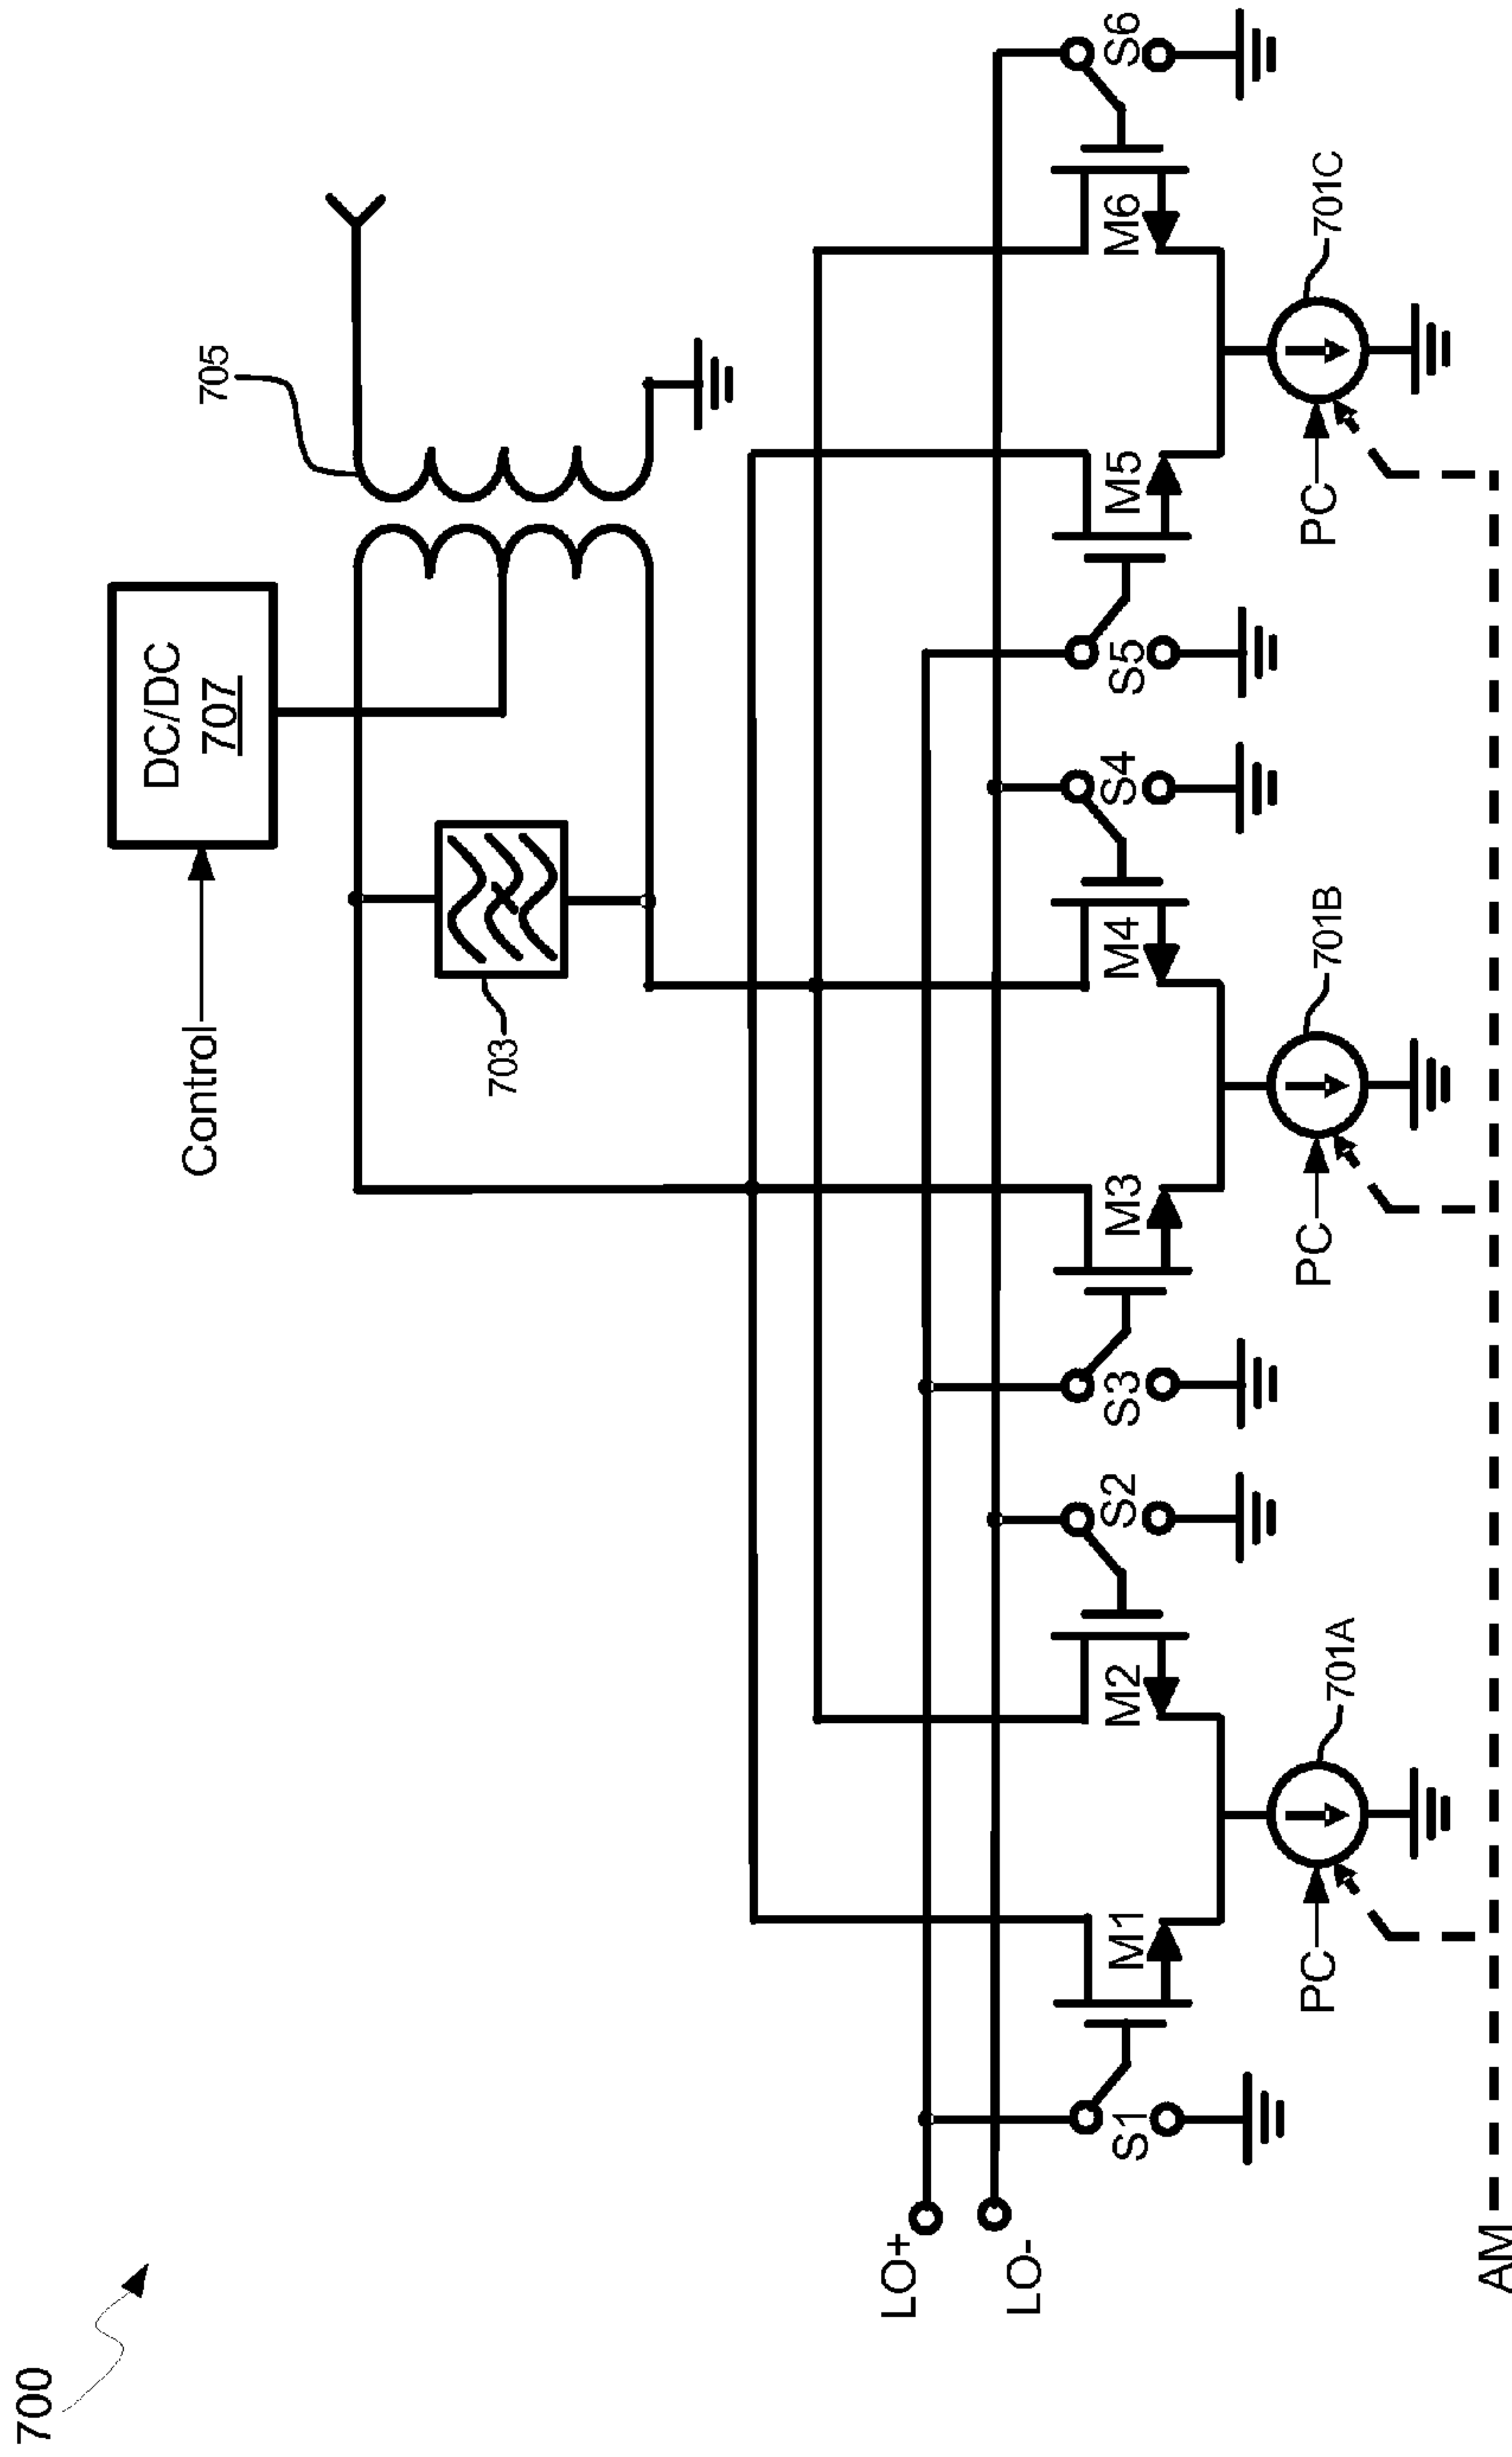 700
DC/DC
707
Control
705
703
LO+
LO-
S1
M1
M2
S2
S3
M3
M4
S4
S5
M5
M6
S6
PC
701A
PC
701B
PC
701C
AM